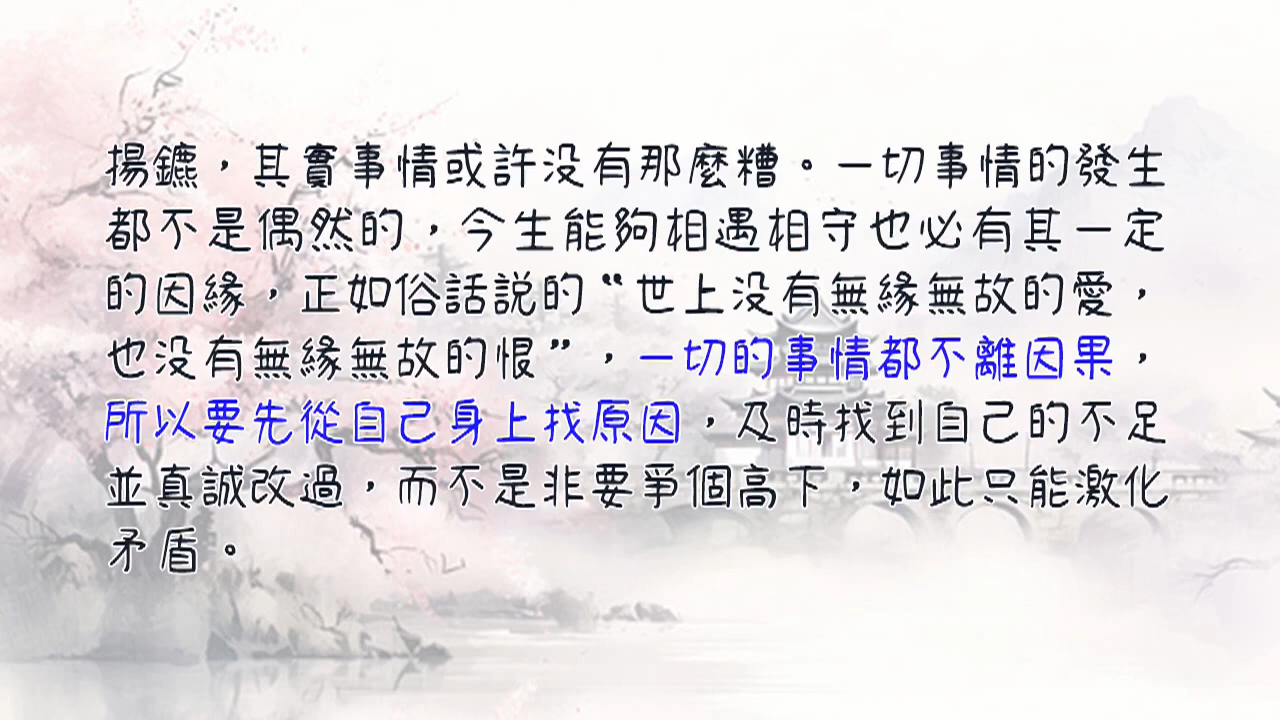 揚鑣，其實事情或許没有那麽糟。一切事情的發生
都不是偶然的，今生能夠相遇相守也必有其一定
的因緣，正如俗話説的“世上没有無緣無故的愛，
也没有無緣無故的恨”，一切的事情都不離因果，
所以要先從自己身上找原因，及時找到自己的不足
並真誠改過，而不是非要爭個高下，如此只能激化
矛盾。